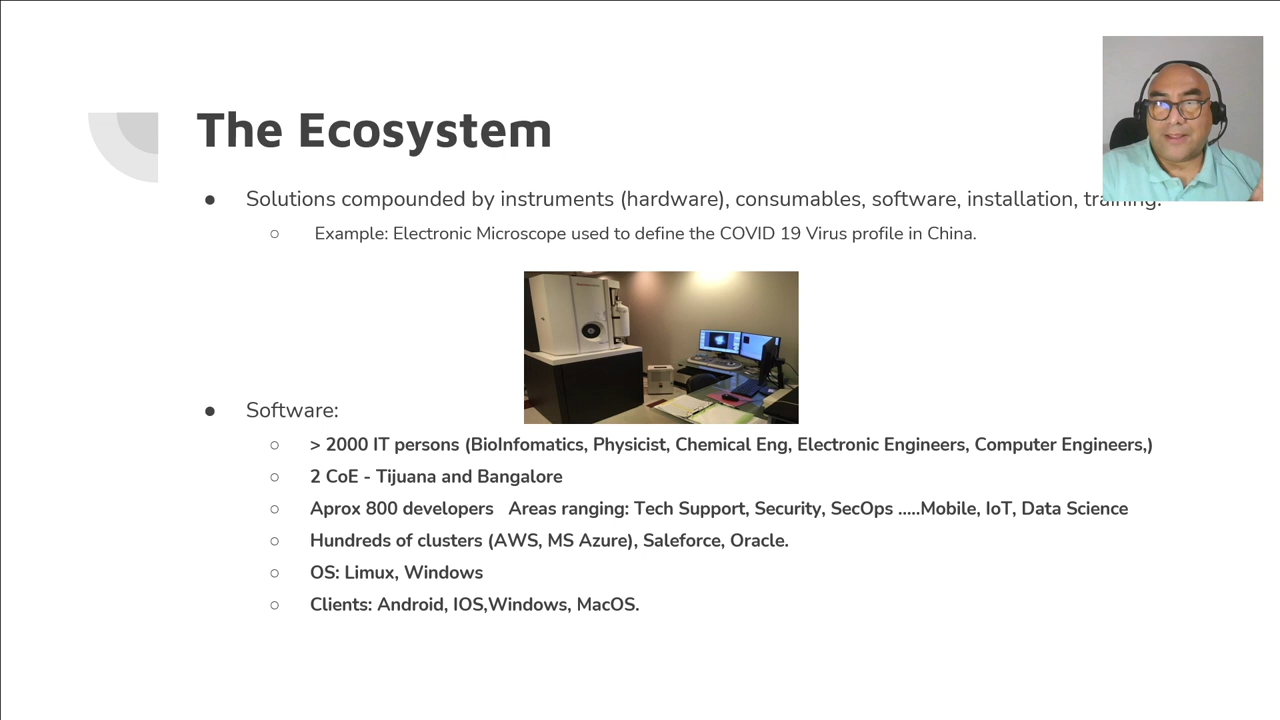 The Ecosystem
● Solutions compounded by instruments (hardware), consumables, software, installation, training.
○ Example: Electronic Microscope used to define the COVID 19 Virus profile in China.
● Software:
○ > 2000 IT persons (BioInfomatics, Physicist, Chemical Eng, Electronic Engineers, Computer Engineers,)
○ 2 CoE - Tijuana and Bangalore
○ Aprox 800 developers Areas ranging: Tech Support, Security, SecOps .....Mobile, IoT, Data Science
○ Hundreds of clusters (AWS, MS Azure), Saleforce, Oracle.
○ OS: Limux, Windows
○ Clients: Android, IOS,Windows, MacOS.